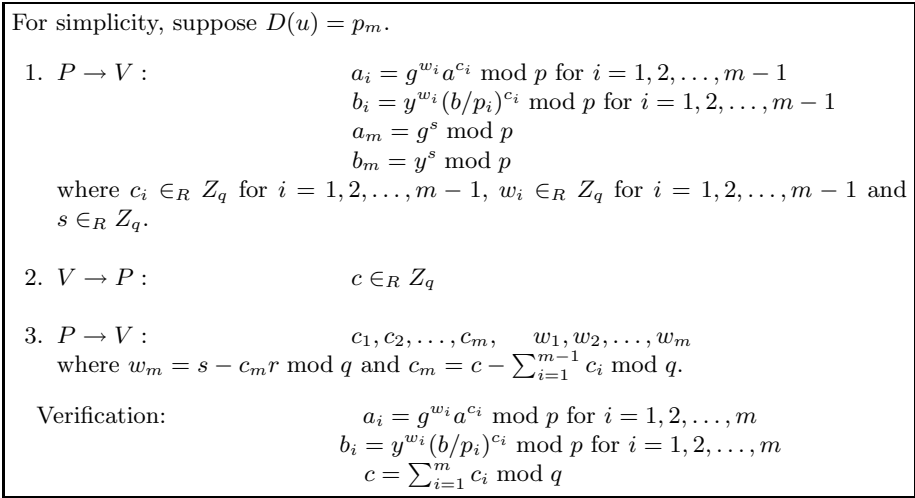 For simplicity, suppose D(u) = p_m.
1. P → V : a_i = g^{w_i} a^{c_i} mod p for i = 1, 2, . . . , m − 1
b_i = y^{w_i} (b/p_i)^{c_i} mod p for i = 1, 2, . . . , m − 1
a_m = g^s mod p
b_m = y^s mod p
where c_i ∈_R Z_q for i = 1, 2, . . . , m − 1, w_i ∈_R Z_q for i = 1, 2, . . . , m − 1 and
s ∈_R Z_q.
2. V → P : c ∈_R Z_q
3. P → V : c_1, c_2, . . . , c_m, w_1, w_2, . . . , w_m
where w_m = s − c_m r mod q and c_m = c − ∑_{i=1}^{m−1} c_i mod q.
Verification: a_i = g^{w_i} a^{c_i} mod p for i = 1, 2, . . . , m
b_i = y^{w_i} (b/p_i)^{c_i} mod p for i = 1, 2, . . . , m
c = ∑_{i=1}^{m} c_i mod q